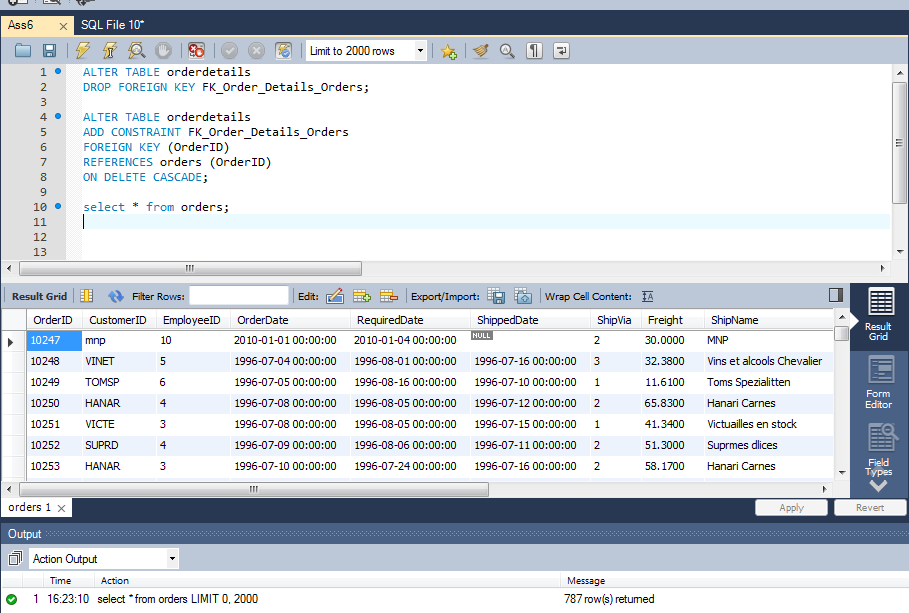 Ass6
SQL File 10*
Limit to 2000 rows
1 ALTER TABLE orderdetails
2 DROP FOREIGN KEY FK_Order_Details_Orders;
3
4 ALTER TABLE orderdetails
5 ADD CONSTRAINT FK_Order_Details_Orders
6 FOREIGN KEY (OrderID)
7 REFERENCES orders (OrderID)
8 ON DELETE CASCADE;
9
10 select * from orders;
11
12
13
Result Grid Filter Rows: Edit: Export/Import: Wrap Cell Content:
OrderID CustomerID EmployeeID OrderDate RequiredDate ShippedDate ShipVia Freight ShipName
10247 mnp 10 2010-01-01 00:00:00 2010-01-04 00:00:00 NULL 2 30.0000 MNP
10248 VINET 5 1996-07-04 00:00:00 1996-08-01 00:00:00 1996-07-16 00:00:00 3 32.3800 Vins et alcools Chevalier
10249 TOMSP 6 1996-07-05 00:00:00 1996-08-16 00:00:00 1996-07-10 00:00:00 1 11.6100 Toms Spezialitten
10250 HANAR 4 1996-07-08 00:00:00 1996-08-05 00:00:00 1996-07-12 00:00:00 2 65.8300 Hanari Carnes
10251 VICTE 3 1996-07-08 00:00:00 1996-08-05 00:00:00 1996-07-15 00:00:00 1 41.3400 Victuailles en stock
10252 SUPRD 4 1996-07-09 00:00:00 1996-08-06 00:00:00 1996-07-11 00:00:00 2 51.3000 Suprmes dlices
10253 HANAR 3 1996-07-10 00:00:00 1996-07-24 00:00:00 1996-07-16 00:00:00 2 58.1700 Hanari Carnes
Result
Grid
Form
Editor
Field
Types
orders 1
Apply
Revert
Output
Action Output
Time Action Message
1 16:23:10 select * from orders LIMIT 0, 2000 787 row(s) returned